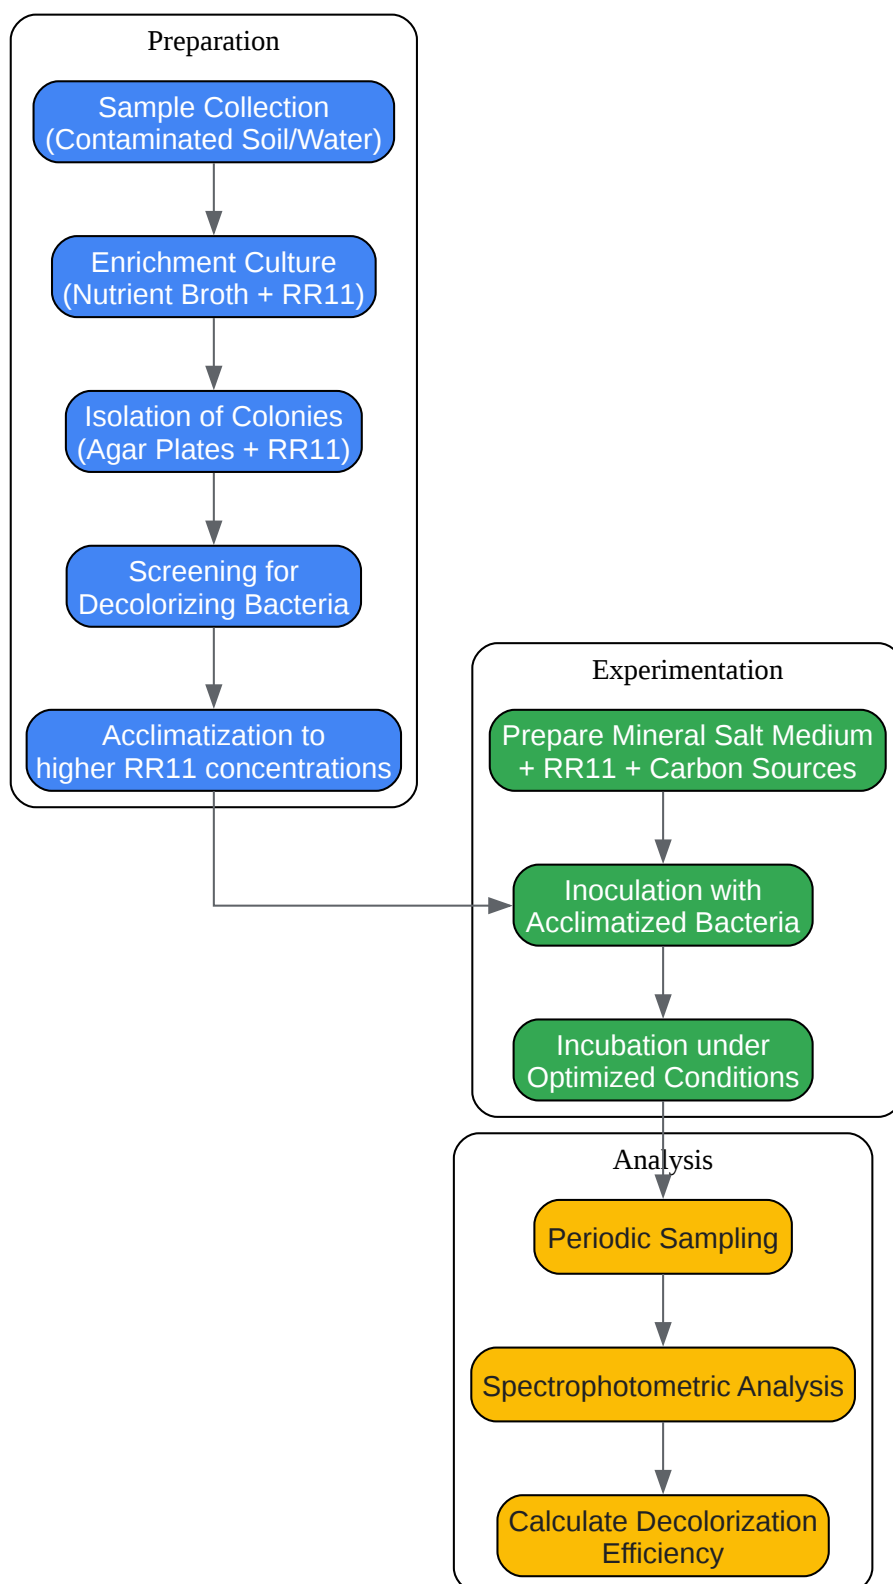 Preparation
Sample Collection
(Contaminated Soil/Water)
Enrichment Culture
(Nutrient Broth + RR11)
Isolation of Colonies
(Agar Plates + RR11)
Screening for
Decolorizing Bacteria
Acclimatization to
higher RR11 concentrations
Experimentation
Prepare Mineral Salt Medium
+ RR11 + Carbon Sources
Inoculation with
Acclimatized Bacteria
Incubation under
Optimized Conditions
Analysis
Periodic Sampling
Spectrophotometric Analysis
Calculate Decolorization
Efficiency